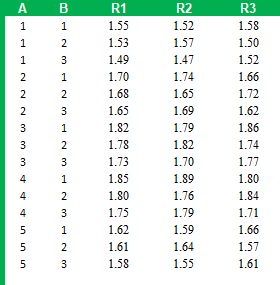 A B R1 R2 R3
1 1 1.55 1.52 1.58
1 2 1.53 1.57 1.50
1 3 1.49 1.47 1.52
2 1 1.70 1.74 1.66
2 2 1.68 1.65 1.72
2 3 1.65 1.69 1.62
3 1 1.82 1.79 1.86
3 2 1.78 1.82 1.74
3 3 1.73 1.70 1.77
4 1 1.85 1.89 1.80
4 2 1.80 1.76 1.84
4 3 1.75 1.79 1.71
5 1 1.62 1.59 1.66
5 2 1.61 1.64 1.57
5 3 1.58 1.55 1.61